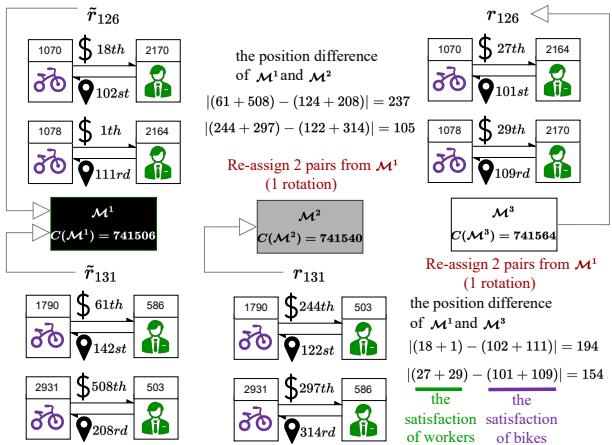 r̃126
1070
$ 18th
2170
102st
1078
$ 1th
2164
111rd
the position difference
of M¹ and M²
|(61 + 508) − (124 + 208)| = 237
|(244 + 297) − (122 + 314)| = 105
Re-assign 2 pairs from M¹
(1 rotation)
r126
1070
$ 27th
2164
101st
1078
$ 29th
2170
109rd
M¹
C(M¹) = 741506
M²
C(M²) = 741540
M³
C(M³) = 741564
Re-assign 2 pairs from M¹
(1 rotation)
r̃131
1790
$ 61th
586
142st
2931
$ 508th
503
208rd
r131
1790
$ 244th
503
122st
2931
$ 297th
586
314rd
the position difference
of M¹ and M³
|(18 + 1) − (102 + 111)| = 194
|(27 + 29) − (101 + 109)| = 154
the
satisfaction
of workers
the
satisfaction
of bikes